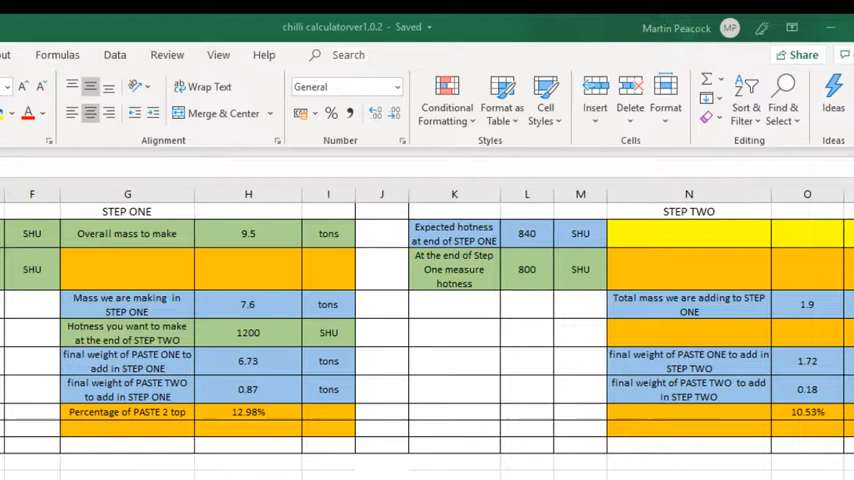 chilli calculatorver1.0.2 - Saved
Martin Peacock MP
out Formulas Data Review View Help Search Share
Wrap Text
Merge & Center
General
Conditional Formatting
Format as Table
Cell Styles
Insert
Delete
Format
Sort & Filter
Find & Select
Ideas
Alignment Number Styles Cells Editing Ideas
F G H I J K L M N O
STEP ONE STEP TWO
SHU Overall mass to make 9.5 tons Expected hotness at end of STEP ONE 840 SHU
SHU At the end of Step One measure hotness 800 SHU
Mass we are making in STEP ONE 7.6 tons Total mass we are adding to STEP ONE 1.9
Hotness you want to make at the end of STEP TWO 1200 SHU
final weight of PASTE ONE to add in STEP ONE 6.73 tons final weight of PASTE ONE to add in STEP TWO 1.72
final weight of PASTE TWO to add in STEP ONE 0.87 tons final weight of PASTE TWO to add in STEP TWO 0.18
Percentage of PASTE 2 top 12.98% 10.53%